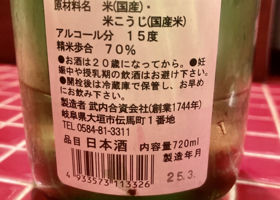 原材料名 米(国産)・
米こうじ(国産米)
アルコール分 15度
精米歩合 70%
●お酒は20歳になってから。●妊
娠中や授乳期の飲酒はお避け下さい。
●開栓後は冷蔵庫で保管し、お早
めにお飲み下さい。
製造者 武内合資会社(創業1744年)
岐阜県大垣市伝馬町1番地
TEL 0584-81-3311
品目 日本酒 内容量720ml
製造年月
25.3.
4933573113326